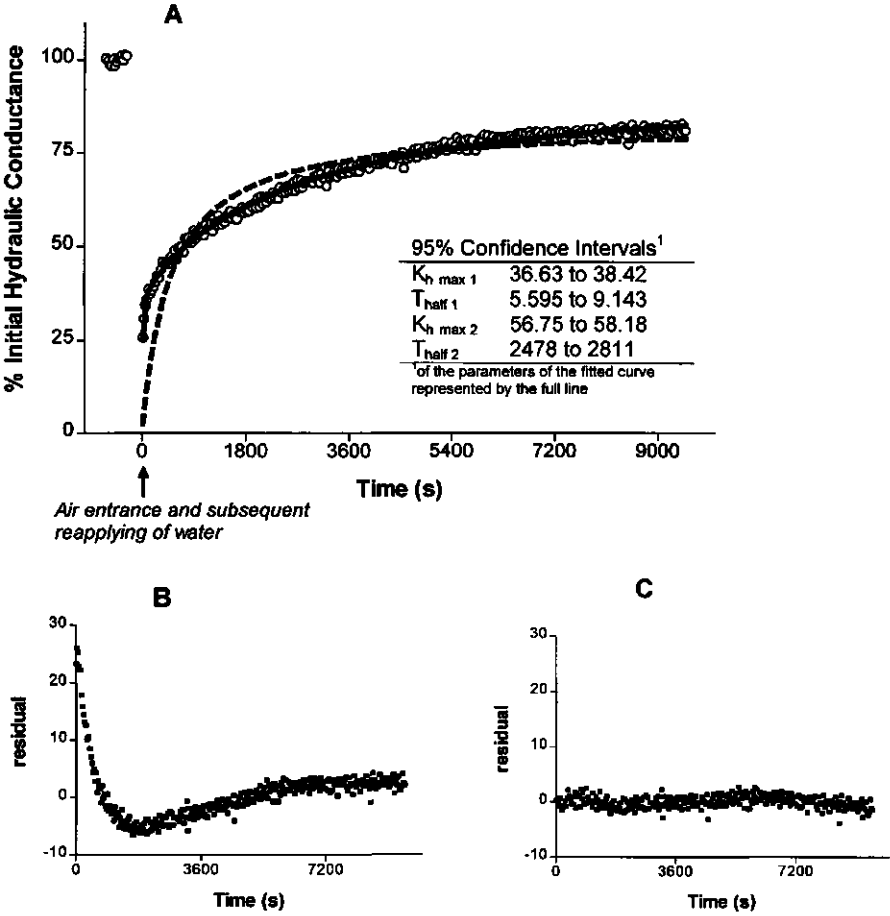 A
% Initial Hydraulic Conductance
100
75
50
25
0
95% Confidence Intervals1
Kh max 1 36.63 to 38.42
Thalf 1 5.595 to 9.143
Kh max 2 56.75 to 58.18
Thalf 2 2478 to 2811
1of the parameters of the fitted curve
represented by the full line
0 1800 3600 5400 7200 9000
Time (s)
Air entrance and subsequent
reapplying of water
B
residual
30
20
10
0
-10
0 3600 7200
Time (s)
C
residual
30
20
10
0
-10
0 3600 7200
Time (s)